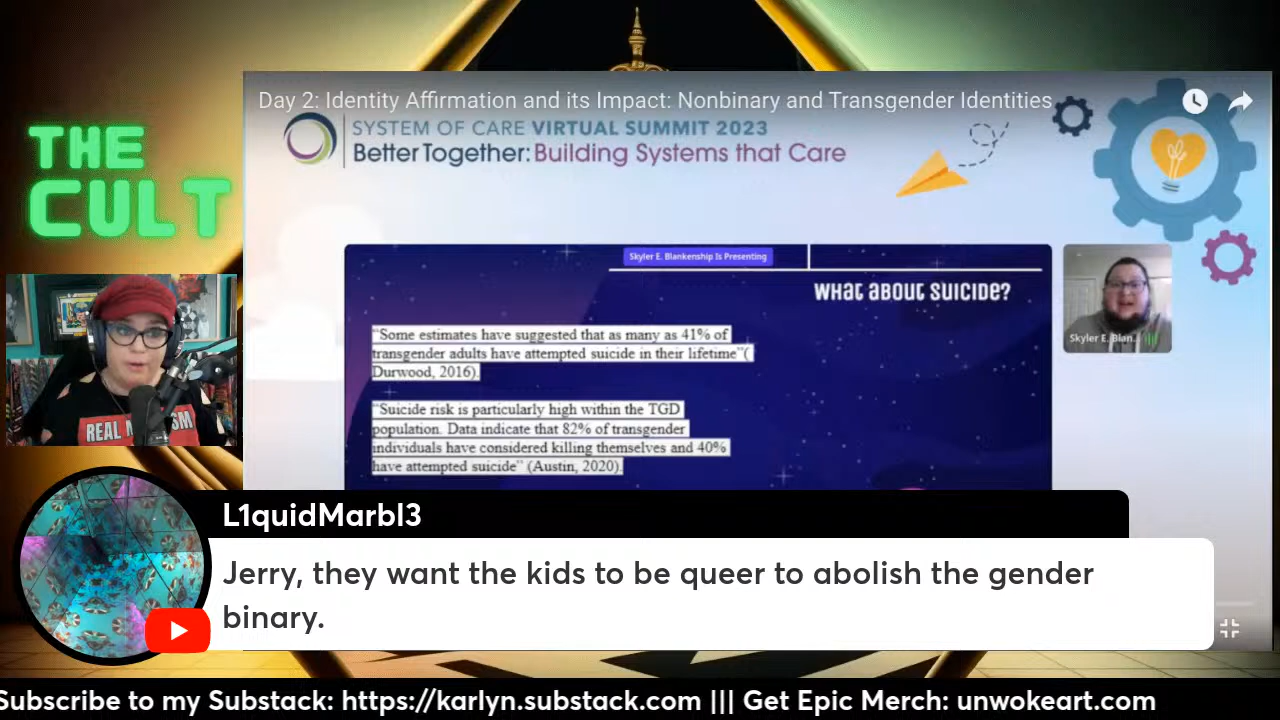 THE
CULT
Day 2: Identity Affirmation and its Impact: Nonbinary and Transgender Identities
SYSTEM OF CARE VIRTUAL SUMMIT 2023
Better Together: Building Systems that Care
Skyler E. Blankenship Is Presenting
What about suicide?
"Some estimates have suggested that as many as 41% of
transgender adults have attempted suicide in their lifetime"(
Durwood, 2016).
"Suicide risk is particularly high within the TGD
population. Data indicate that 82% of transgender
individuals have considered killing themselves and 40%
have attempted suicide" (Austin, 2020).
Skyler E. Blan...
REAL
L1quidMarbl3
Jerry, they want the kids to be queer to abolish the gender
binary.
Subscribe to my Substack: https://karlyn.substack.com ||| Get Epic Merch: unwokeart.com